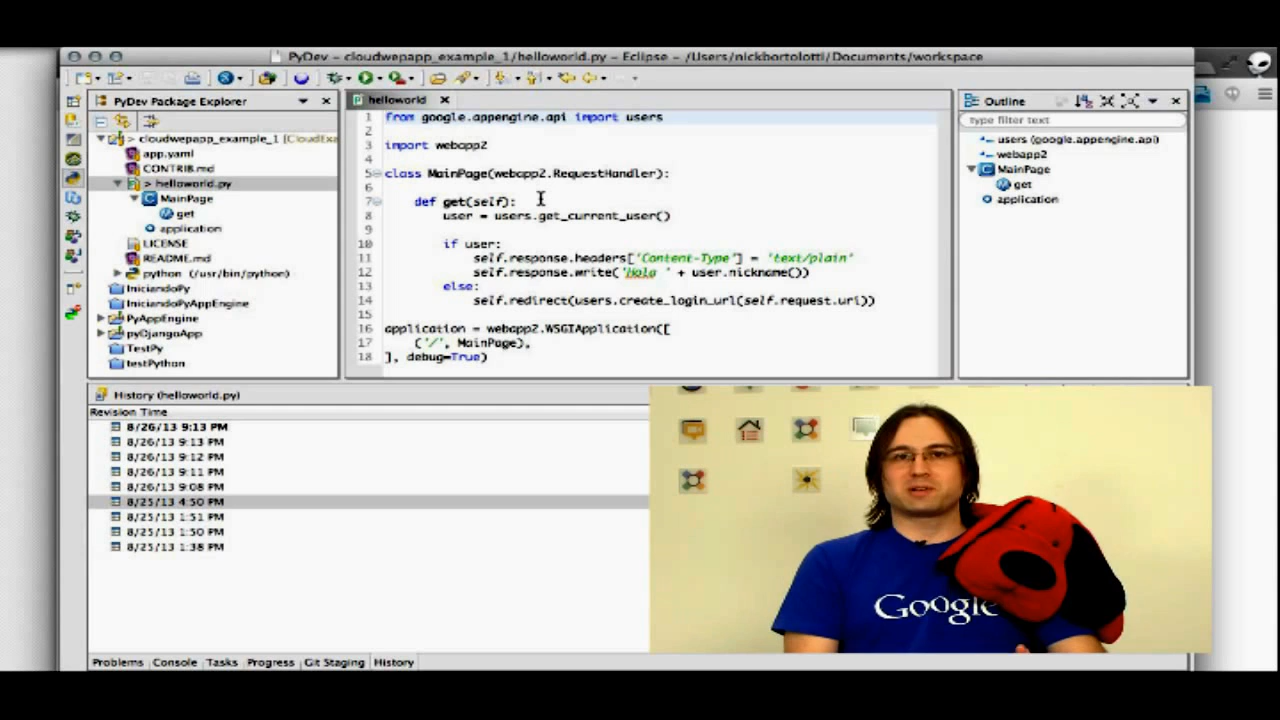 PyDev - cloudwepapp_example_1/helloworld.py - Eclipse - /Users/nickbortolotti/Documents/workspace
PyDev Package Explorer
> cloudwepapp_example_1 [CloudExa
app.yaml
CONTRIB.md
> helloworld.py
MainPage
get
application
LICENSE
README.md
python (/usr/bin/python)
IniciandoPy
IniciandoPyAppEngine
PyAppEngine
pyDjangoApp
TestPy
testPython
helloworld
1 from google.appengine.api import users
2
3 import webapp2
4
5 class MainPage(webapp2.RequestHandler):
6
7 def get(self):
8 user = users.get_current_user()
9
10 if user:
11 self.response.headers['Content-Type'] = 'text/plain'
12 self.response.write('Hola ' + user.nickname())
13 else:
14 self.redirect(users.create_login_url(self.request.uri))
15
16 application = webapp2.WSGIApplication([
17 ('/', MainPage),
18 ], debug=True)
Outline
type filter text
users (google.appengine.api)
webapp2
MainPage
get
application
History (helloworld.py)
Revision Time
8/26/13 9:13 PM
8/26/13 9:13 PM
8/26/13 9:12 PM
8/26/13 9:11 PM
8/26/13 9:08 PM
8/25/13 4:50 PM
8/25/13 1:51 PM
8/25/13 1:50 PM
8/25/13 1:38 PM
Google
Problems Console Tasks Progress Git Staging History